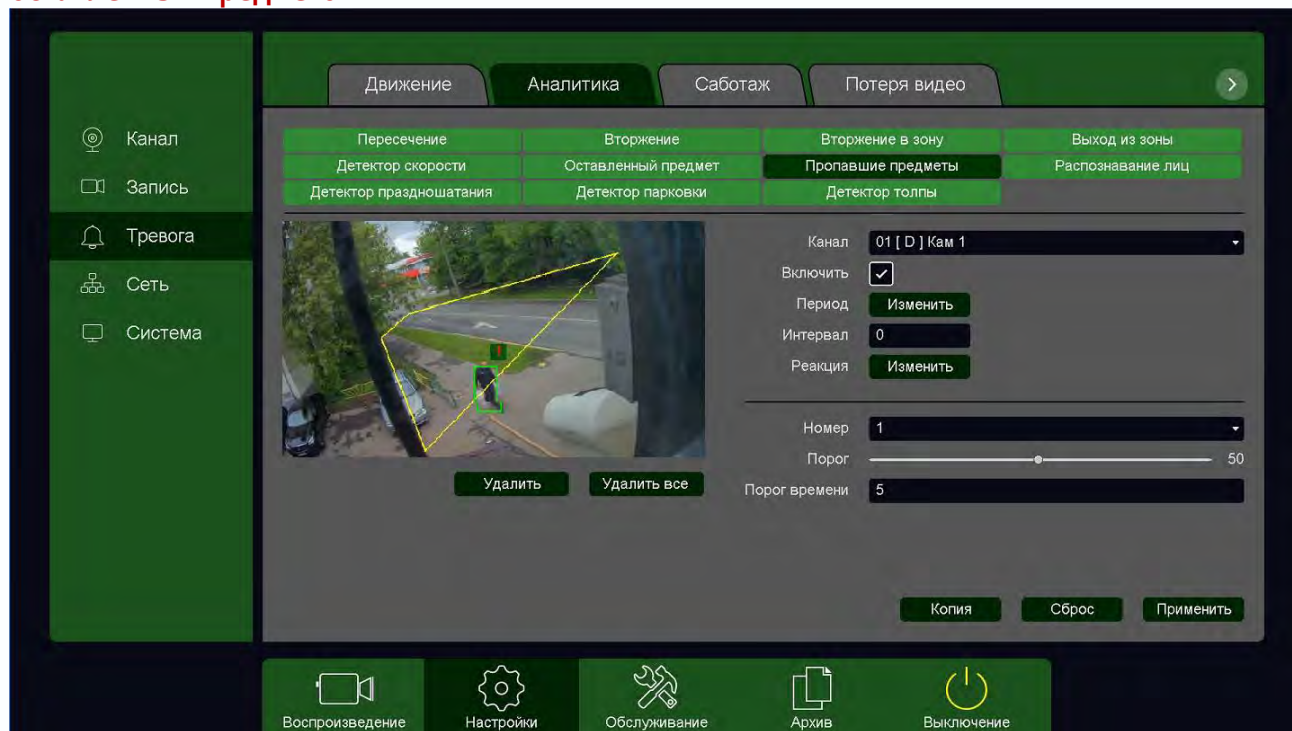 Движение Аналитика Саботаж Потеря видео
Канал
Запись
Тревога
Сеть
Система
Пересечение Вторжение Вторжение в зону Выход из зоны
Детектор скорости Оставленный предмет Пропавшие предметы Распознавание лиц
Детектор праздношатания Детектор парковки Детектор толпы
Канал 01 [ D ] Кам 1
Включить
Период Изменить
Интервал 0
Реакция Изменить
Номер 1
Порог 50
Порог времени 5
1
Удалить Удалить все
Копия Сброс Применить
Воспроизведение Настройки Обслуживание Архив Выключение